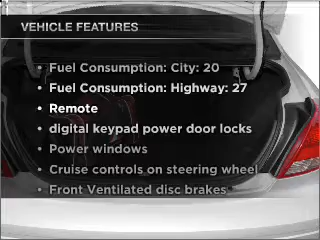 VEHICLE FEATURES
• Fuel Consumption: City: 20
• Fuel Consumption: Highway: 27
• Remote
• digital keypad power door locks
• Power windows
• Cruise controls on steering wheel
• Front Ventilated disc brakes